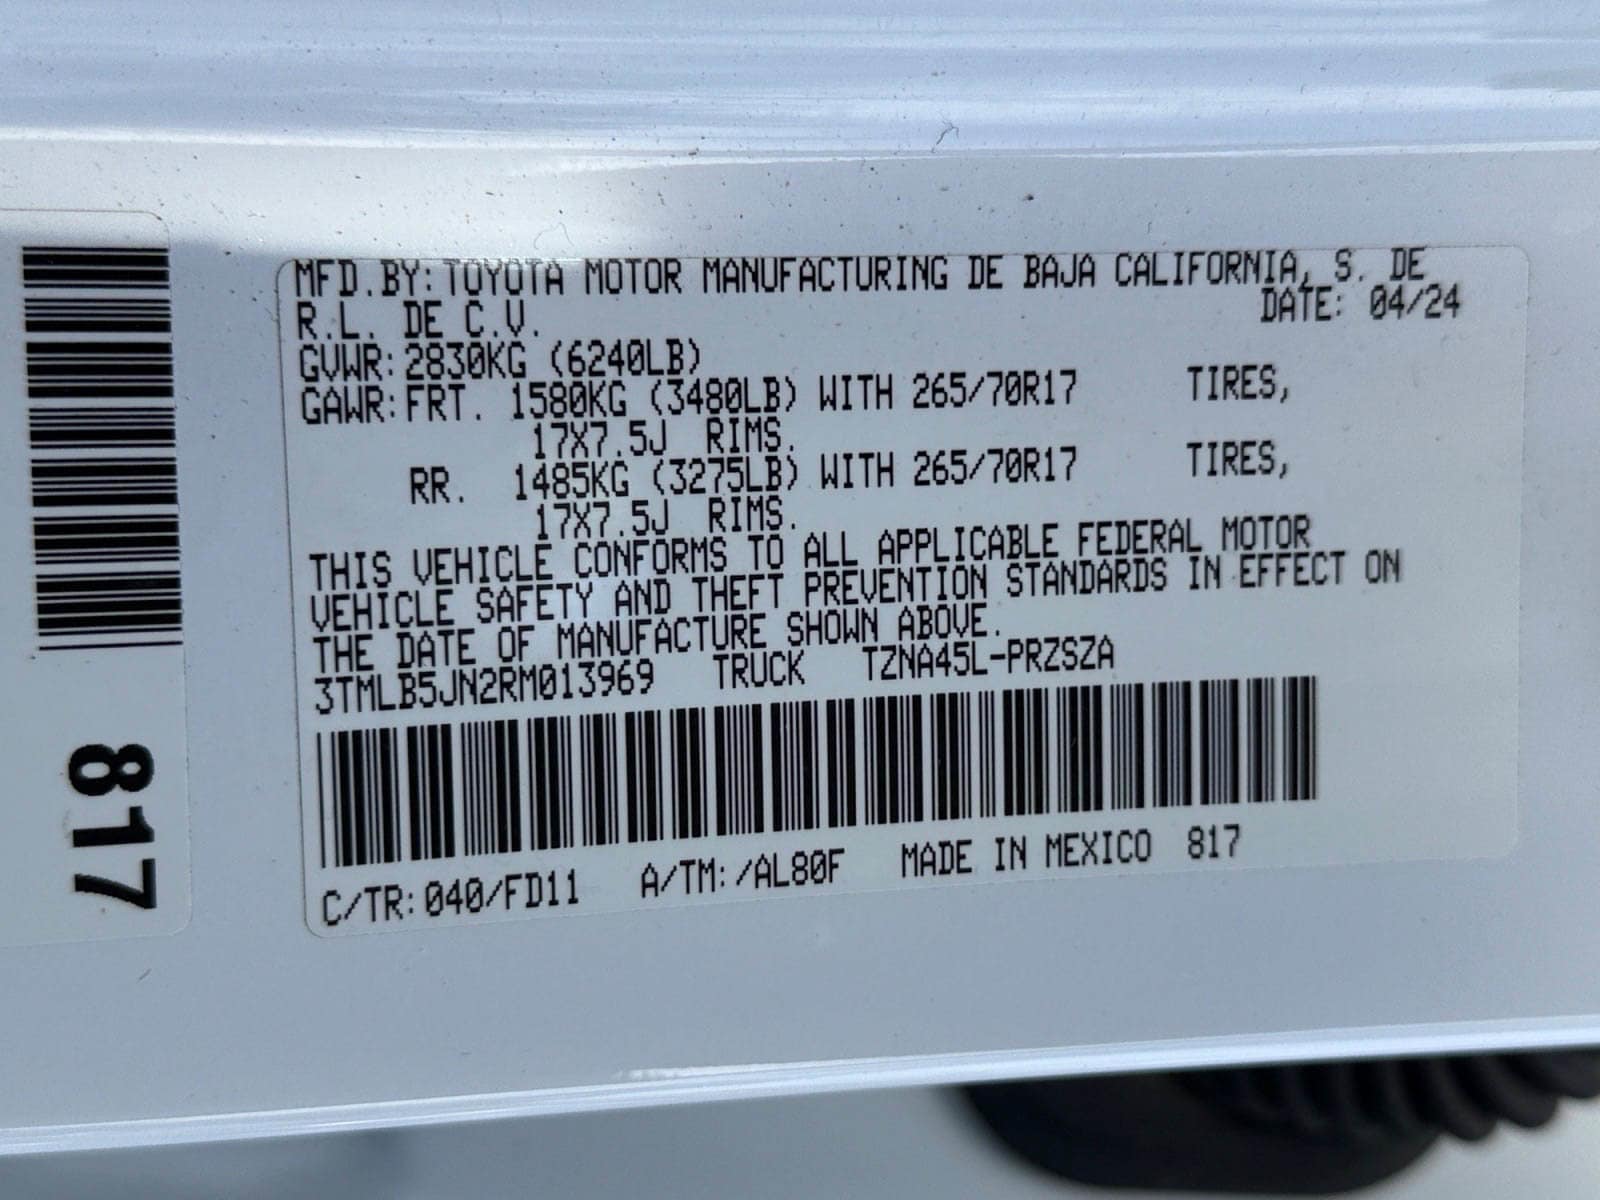 MFD.BY: TOYOTA MOTOR MANUFACTURING DE BAJA CALIFORNIA, S. DE
R.L. DE C.V. DATE: 04/24
GVWR: 2830KG (6240LB)
GAWR: FRT. 1580KG (3480LB) WITH 265/70R17 TIRES,
17X7.5J RIMS.
RR. 1485KG (3275LB) WITH 265/70R17 TIRES,
17X7.5J RIMS.
THIS VEHICLE CONFORMS TO ALL APPLICABLE FEDERAL MOTOR
VEHICLE SAFETY AND THEFT PREVENTION STANDARDS IN EFFECT ON
THE DATE OF MANUFACTURE SHOWN ABOVE.
3TMLB5JN2RM013969 TRUCK TZNA45L-PRZSZA
C/TR: 040/FD11 A/TM: /AL80F MADE IN MEXICO 817
817